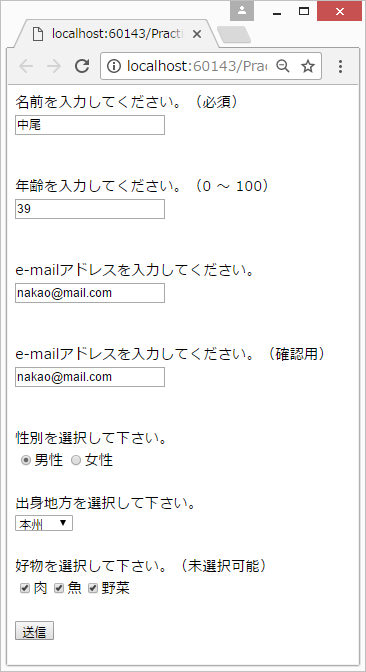 localhost:60143/Practi
localhost:60143/Prac
名前を入力してください。（必須）
中尾
年齢を入力してください。（0 ～ 100）
39
e-mailアドレスを入力してください。
nakao@mail.com
e-mailアドレスを入力してください。（確認用）
nakao@mail.com
性別を選択して下さい。
男性 女性
出身地方を選択して下さい。
本州
好物を選択して下さい。（未選択可能）
肉 魚 野菜
送信